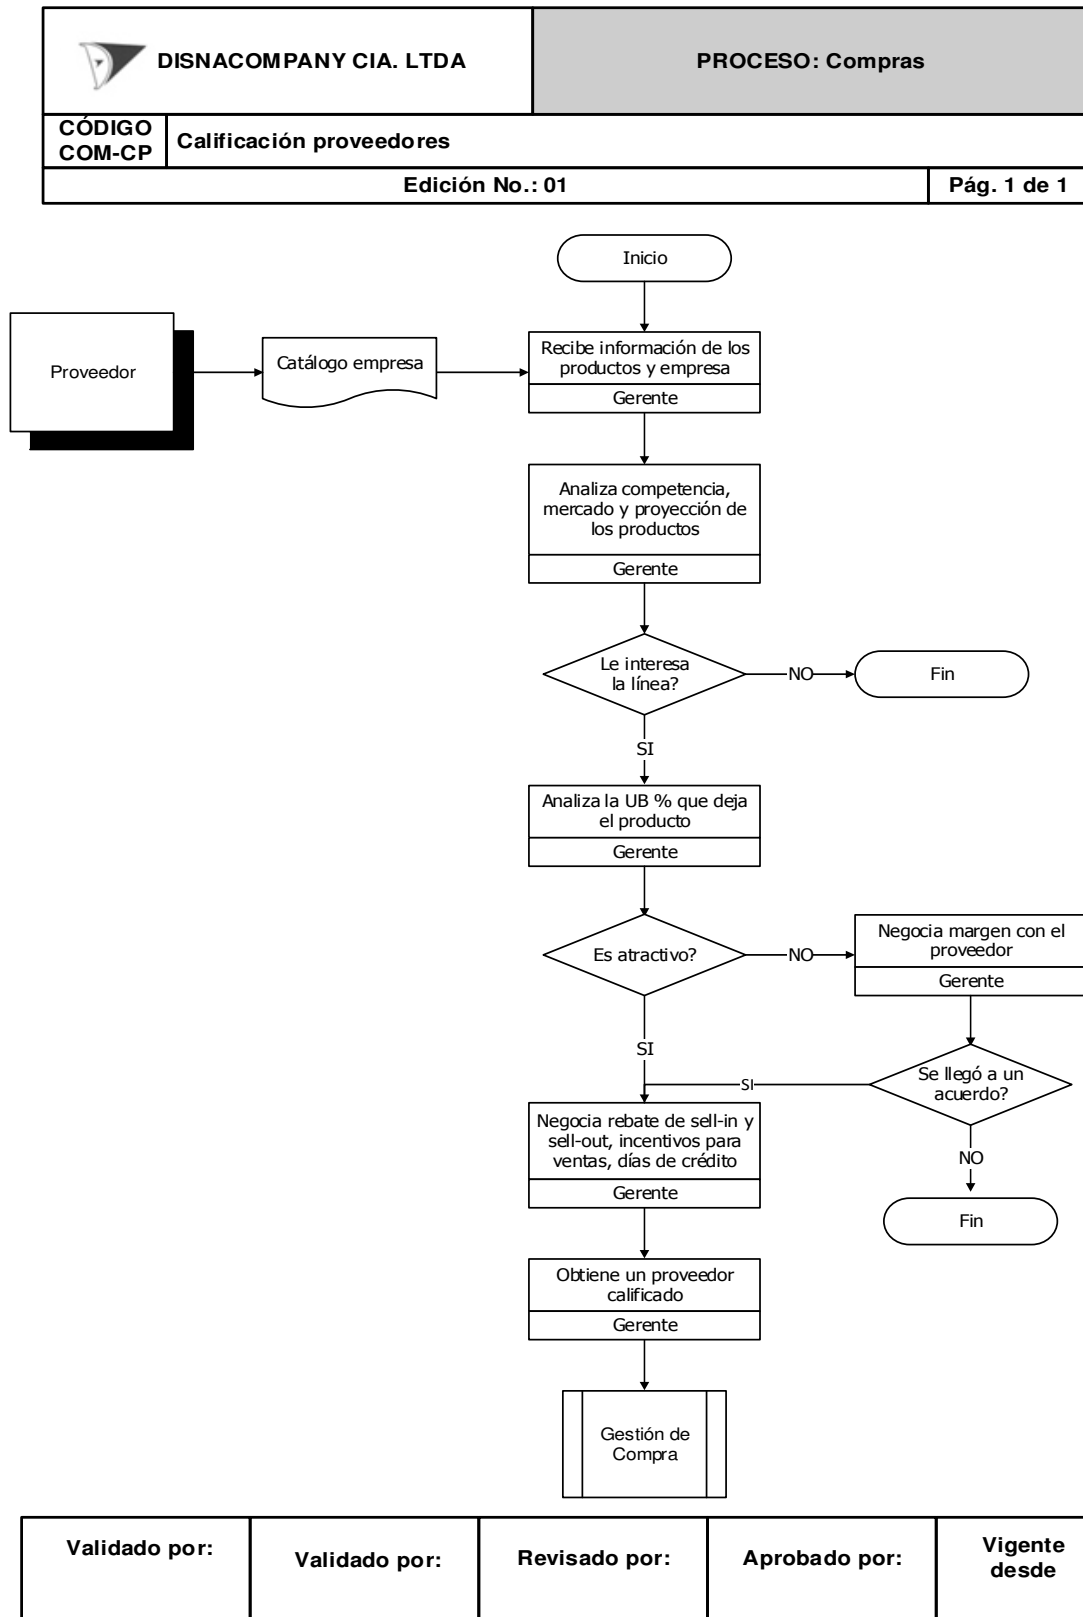 DISNACOMPANY CIA. LTDA
PROCESO: Compras
CÓDIGO
COM-CP
Calificación proveedores
Edición No.: 01
Pág. 1 de 1
Inicio
Proveedor
Catálogo empresa
Recibe información de los
productos y empresa
Gerente
Analiza competencia,
mercado y proyección de
los productos
Gerente
Le interesa
la línea?
NO
Fin
SI
Analiza la UB % que deja
el producto
Gerente
Es atractivo?
NO
Negocia margen con el
proveedor
Gerente
SI
Se llegó a un
acuerdo?
SI
NO
Fin
Negocia rebate de sell-in y
sell-out, incentivos para
ventas, días de crédito
Gerente
Obtiene un proveedor
calificado
Gerente
Gestión de
Compra
Validado por:
Validado por:
Revisado por:
Aprobado por:
Vigente
desde